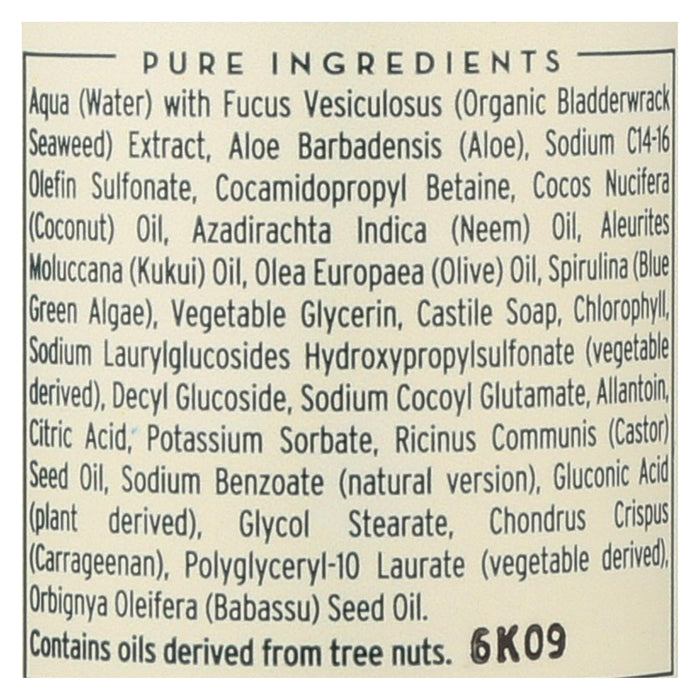 PURE INGREDIENTS
Aqua (Water) with Fucus Vesiculosus (Organic Bladderwrack
Seaweed) Extract, Aloe Barbadensis (Aloe), Sodium C14-16
Olefin Sulfonate, Cocamidopropyl Betaine, Cocos Nucifera
(Coconut) Oil, Azadirachta Indica (Neem) Oil, Aleurites
Moluccana (Kukui) Oil, Olea Europaea (Olive) Oil, Spirulina (Blue
Green Algae), Vegetable Glycerin, Castile Soap, Chlorophyll,
Sodium Laurylglucosides Hydroxypropylsulfonate (vegetable
derived), Decyl Glucoside, Sodium Cocoyl Glutamate, Allantoin,
Citric Acid, Potassium Sorbate, Ricinus Communis (Castor)
Seed Oil, Sodium Benzoate (natural version), Gluconic Acid
(plant derived), Glycol Stearate, Chondrus Crispus
(Carrageenan), Polyglyceryl-10 Laurate (vegetable derived),
Orbignya Oleifera (Babassu) Seed Oil.
Contains oils derived from tree nuts. 6K09